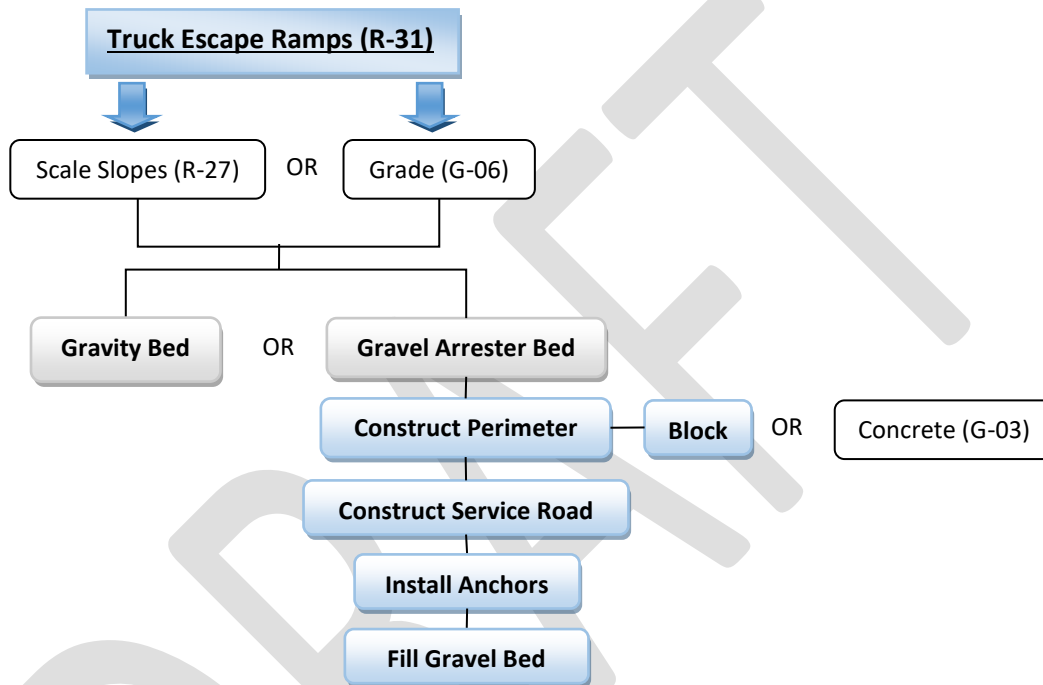 Truck Escape Ramps (R-31)
Scale Slopes (R-27) OR Grade (G-06)
Gravity Bed OR Gravel Arrester Bed
Construct Perimeter Block OR Concrete (G-03)
Construct Service Road
Install Anchors
Fill Gravel Bed
DRAFT